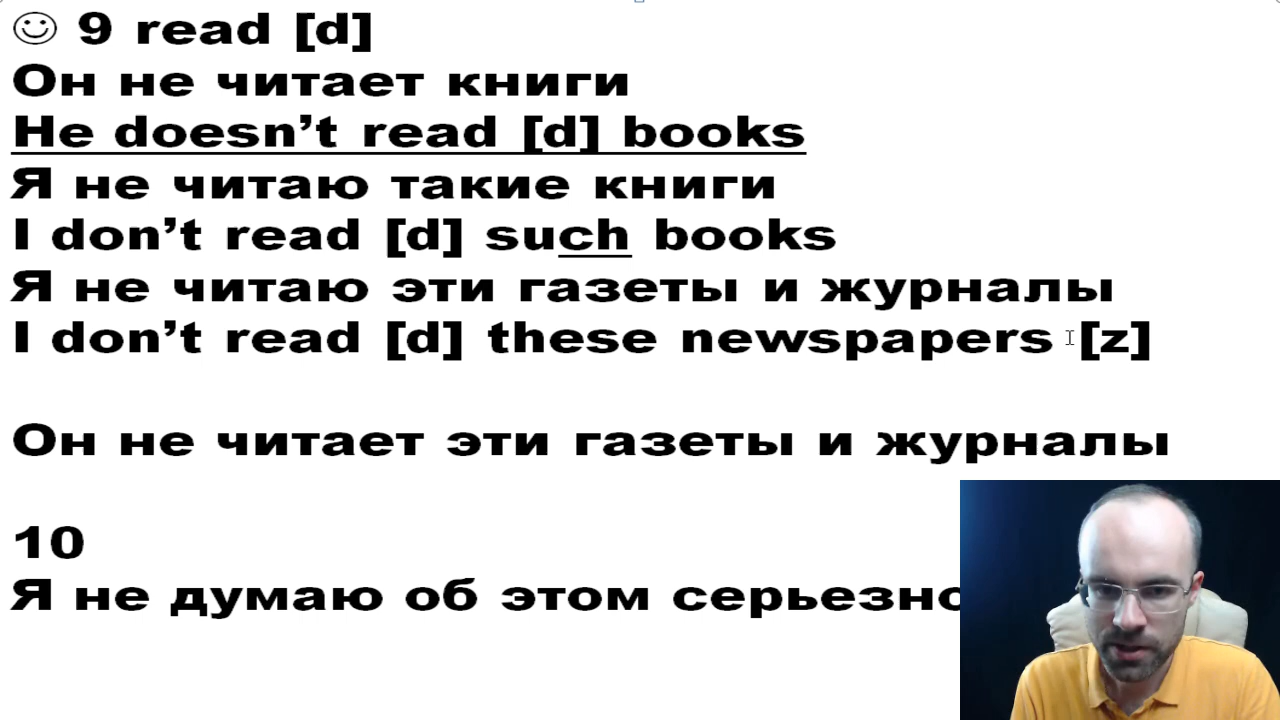 ☺ 9 read [d]
Он не читает книги
He doesn’t read [d] books
Я не читаю такие книги
I don’t read [d] such books
Я не читаю эти газеты и журналы
I don’t read [d] these newspapers [z]
Он не читает эти газеты и журналы
10
Я не думаю об этом серьезно